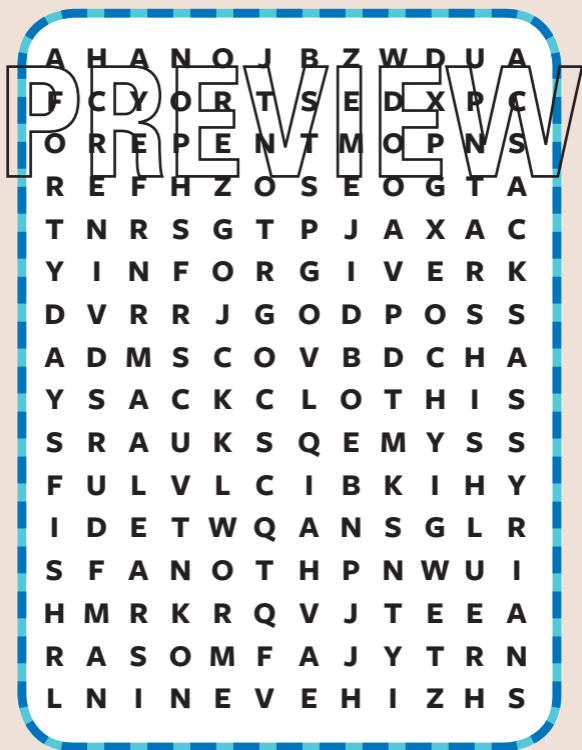 PREVIEW
A H A N O J B Z W D U A
F C Y O R T S E D X P C
O R E P E N T M O P N S
R E F H Z O S E O G T A
T N R S G T P J A X A C
Y I N F O R G I V E R K
D V R R J G O D P O S S
A D M S C O V B D C H A
Y S A C K C L O T H I S
S R A U K S Q E M Y S S
F U L V L C I B K I H Y
I D E T W Q A N S G L R
S F A N O T H P N W U I
H M R K R Q V J T E E A
R A S O M F A J Y T R N
L N I N E V E H I Z H S